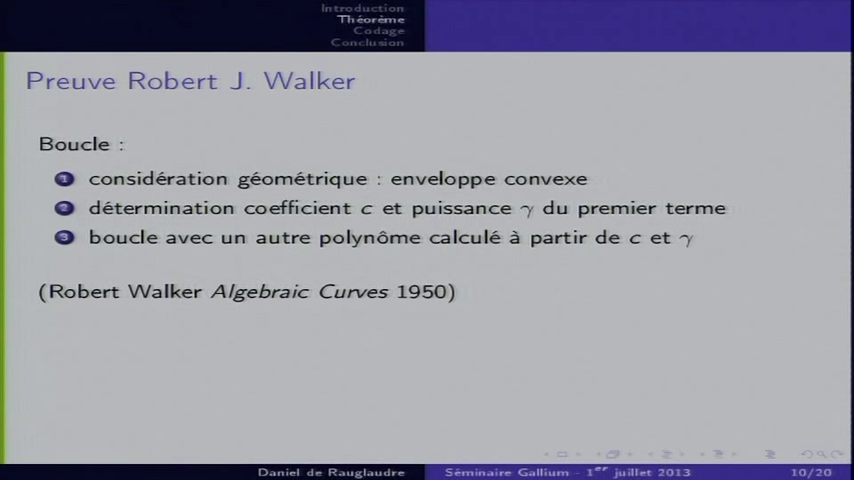 Introduction
Théorème
Codage
Conclusion
Preuve Robert J. Walker
Boucle :
1 considération géométrique : enveloppe convexe
2 détermination coefficient c et puissance γ du premier terme
3 boucle avec un autre polynôme calculé à partir de c et γ
(Robert Walker Algebraic Curves 1950)
Daniel de Rauglaudre Séminaire Gallium - 1er juillet 2013 10/20